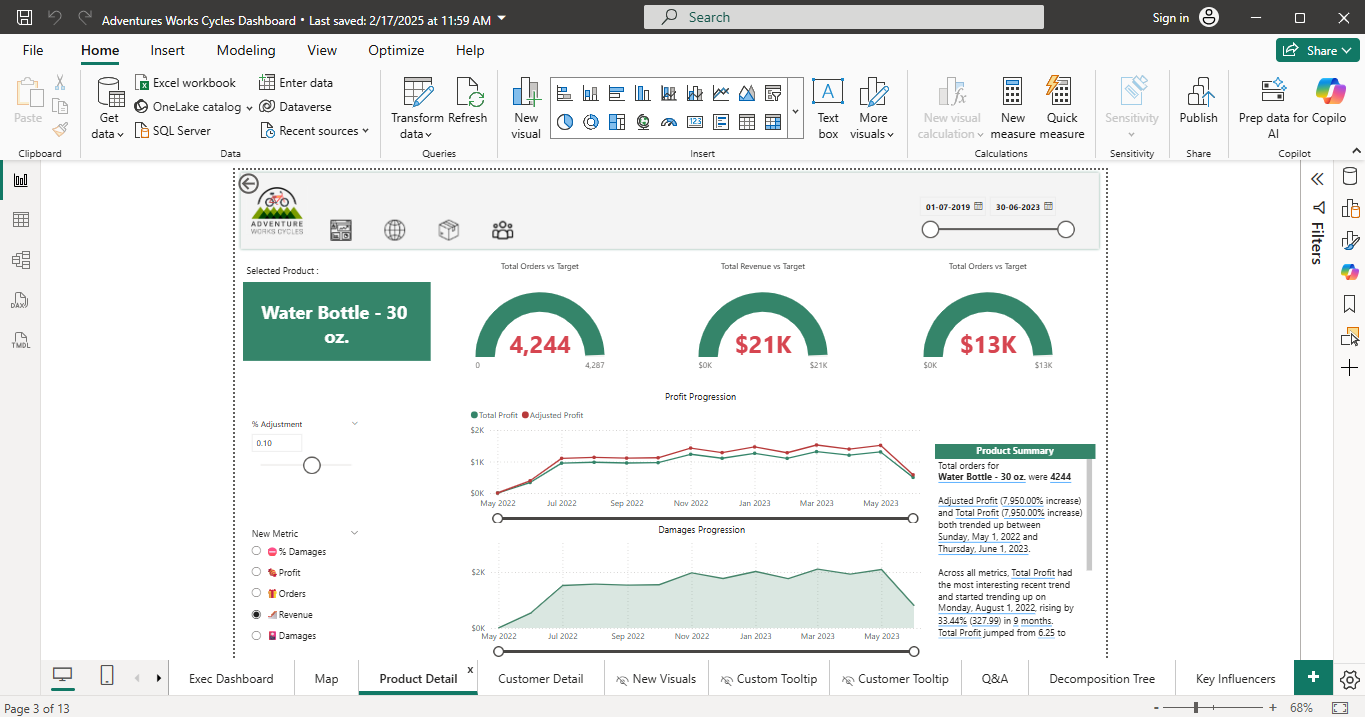 Adventures Works Cycles Dashboard • Last saved: 2/17/2025 at 11:59 AM
Search
Sign in
File
Home
Insert
Modeling
View
Optimize
Help
Share
Paste
Get data
Excel workbook
OneLake catalog
SQL Server
Enter data
Dataverse
Recent sources
Transform data
Refresh
New visual
Text box
More visuals
New visual calculation
New measure
Quick measure
Sensitivity
Publish
Prep data for AI
Copilo
Clipboard
Data
Queries
Insert
Calculations
Sensitivity
Share
Copilot
DAX
TMDL
Filters
ADVENTURE
WORKS CYCLES
01-07-2019
30-06-2023
Selected Product :
Water Bottle - 30
oz.
Total Orders vs Target
4,244
0
4,287
Total Revenue vs Target
$21K
$0K
$21K
Total Orders vs Target
$13K
$0K
$13K
% Adjustment
0.10
Profit Progression
Total Profit
Adjusted Profit
$2K
$1K
$0K
May 2022
Jul 2022
Sep 2022
Nov 2022
Jan 2023
Mar 2023
May 2023
New Metric
% Damages
Profit
Orders
Revenue
Damages
Damages Progression
$2K
$0K
May 2022
Jul 2022
Sep 2022
Nov 2022
Jan 2023
Mar 2023
May 2023
Product Summary
Total orders for
Water Bottle - 30 oz. were 4244
Adjusted Profit (7,950.00% increase)
and Total Profit (7,950.00% increase)
both trended up between
Sunday, May 1, 2022 and
Thursday, June 1, 2023.
Across all metrics, Total Profit had
the most interesting recent trend
and started trending up on
Monday, August 1, 2022, rising by
33.44% (327.99) in 9 months.
Total Profit jumped from 6.25 to
Exec Dashboard
Map
Product Detail
x
Customer Detail
New Visuals
Custom Tooltip
Customer Tooltip
Q&A
Decomposition Tree
Key Influencers
+
Page 3 of 13
-
+
68%